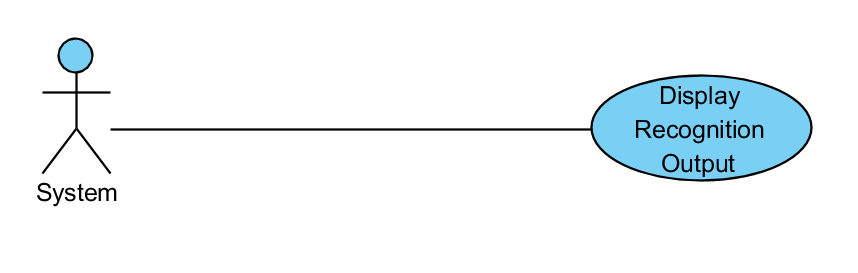 Display
Recognition
Output
System